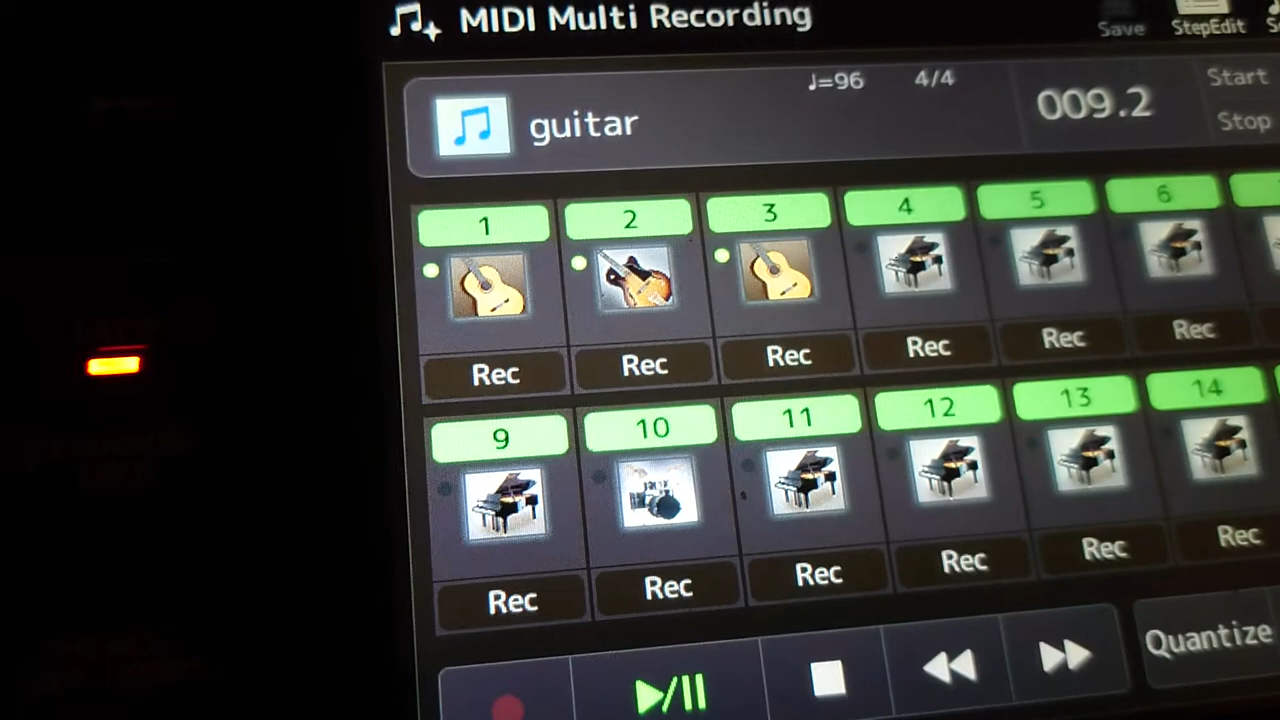 MIDI Multi Recording
Save
StepEdit
♩=96 4/4
guitar
009.2
Start
Stop
1 2 3 4 5 6
Rec Rec Rec Rec Rec Rec
9 10 11 12 13 14
Rec Rec Rec Rec Rec Rec
Quantize